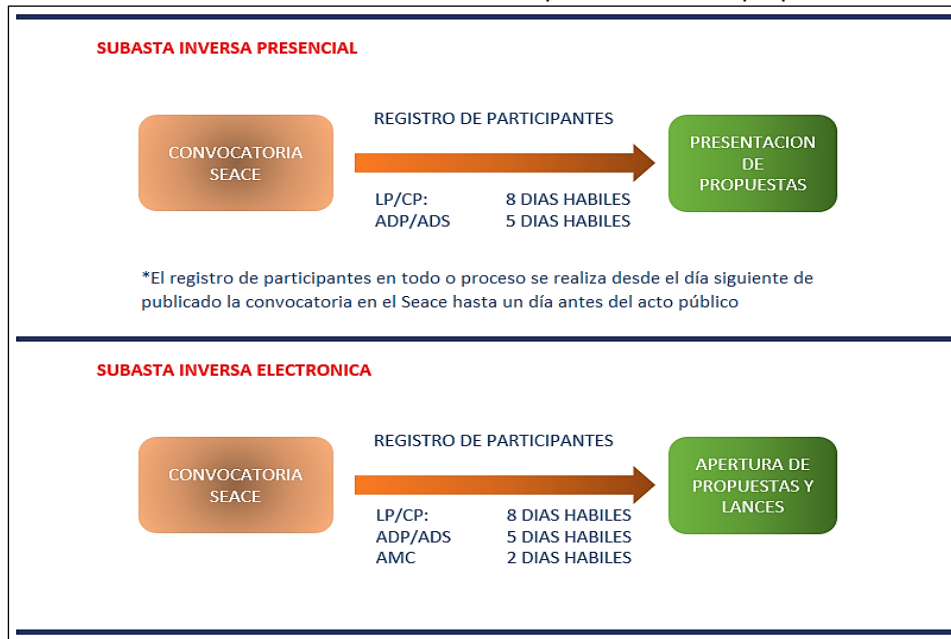 SUBASTA INVERSA PRESENCIAL
CONVOCATORIA
SEACE
REGISTRO DE PARTICIPANTES
LP/CP: 8 DIAS HABILES
ADP/ADS 5 DIAS HABILES
PRESENTACION
DE
PROPUESTAS
*El registro de participantes en todo o proceso se realiza desde el día siguiente de
publicado la convocatoria en el Seace hasta un día antes del acto público
SUBASTA INVERSA ELECTRONICA
CONVOCATORIA
SEACE
REGISTRO DE PARTICIPANTES
LP/CP: 8 DIAS HABILES
ADP/ADS 5 DIAS HABILES
AMC 2 DIAS HABILES
APERTURA DE
PROPUESTAS Y
LANCES